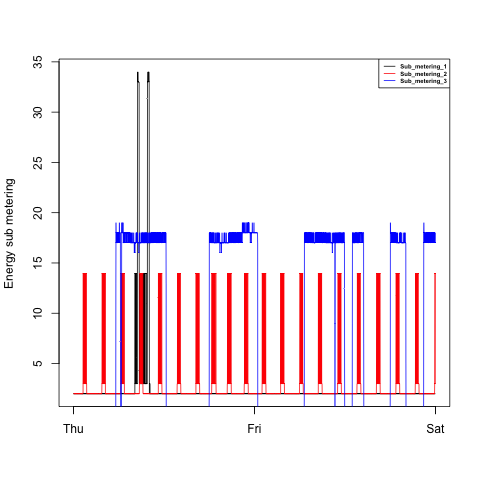 Sub_metering_1
Sub_metering_2
Sub_metering_3
35
30
25
20
15
10
5
Energy sub metering
Thu Fri Sat